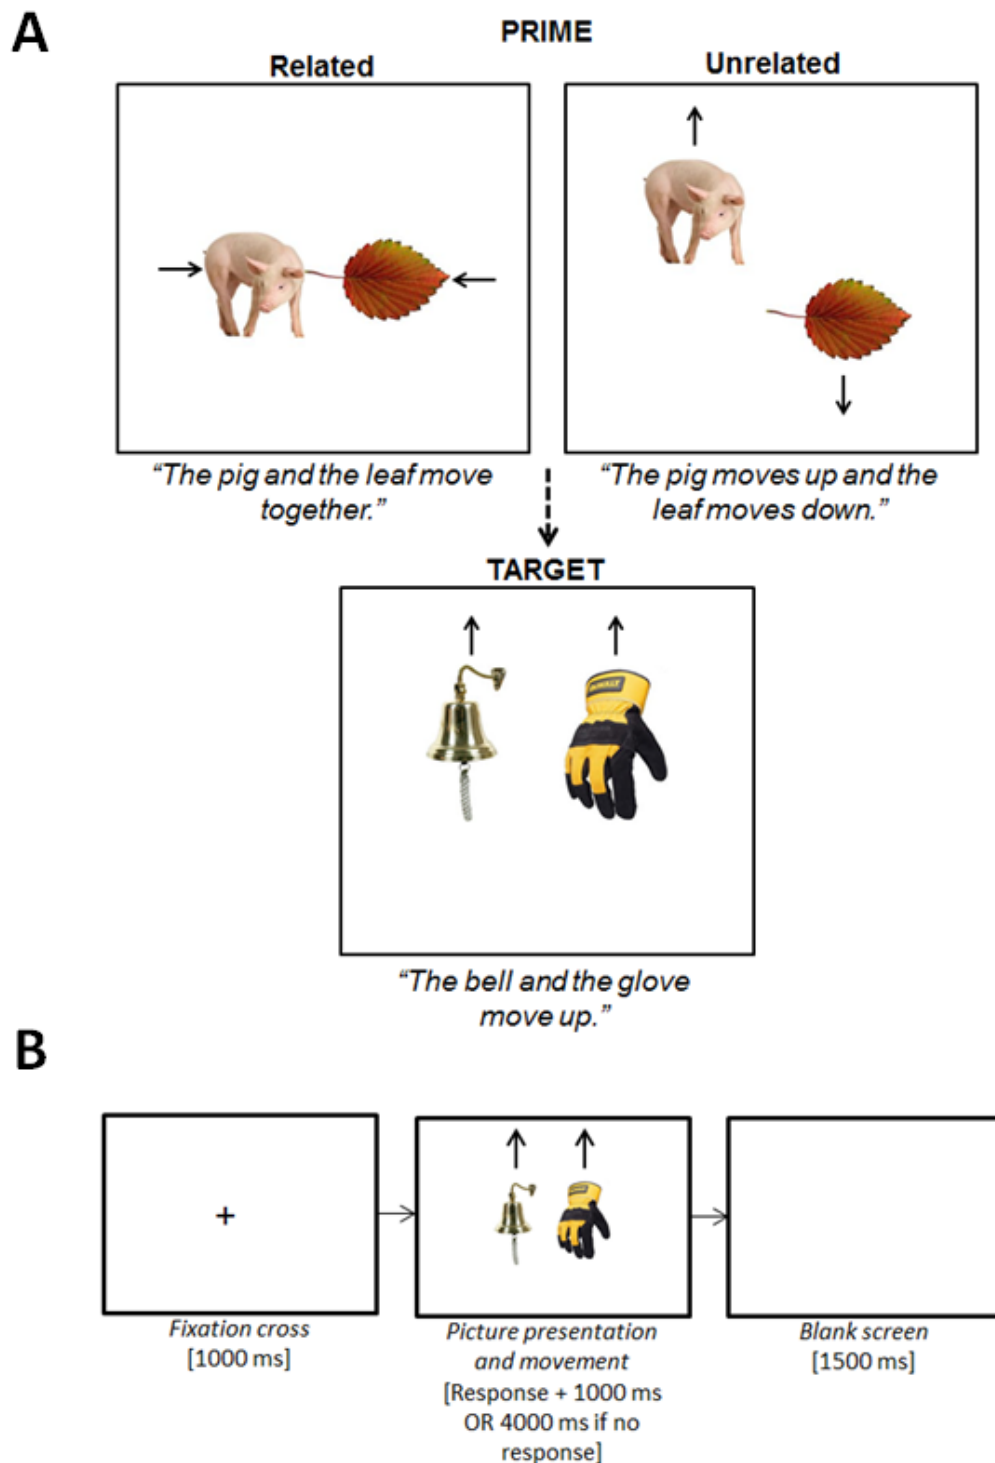 A
PRIME
Related
Unrelated
“The pig and the leaf move
together.”
“The pig moves up and the
leaf moves down.”
TARGET
DEWALT
“The bell and the glove
move up.”
B
+
Fixation cross
[1000 ms]
Picture presentation
and movement
[Response + 1000 ms
OR 4000 ms if no
response]
Blank screen
[1500 ms]